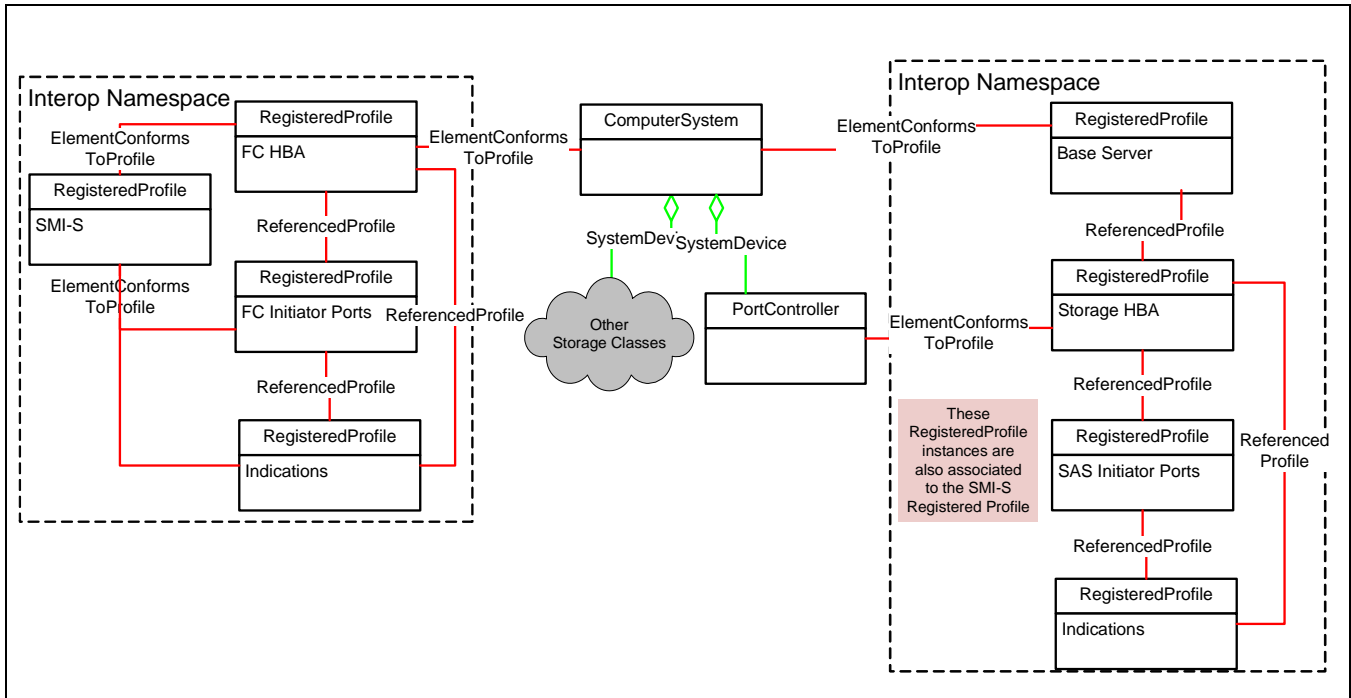 Interop Namespace
RegisteredProfile
FC HBA
ElementConforms
ToProfile
RegisteredProfile
SMI-S
ReferencedProfile
RegisteredProfile
FC Initiator Ports
ElementConforms
ToProfile
ReferencedProfile
ReferencedProfile
RegisteredProfile
Indications
ElementConforms
ToProfile
ComputerSystem
SystemDevi
SystemDevice
Other
Storage Classes
PortController
ElementConforms
ToProfile
ElementConforms
ToProfile
Interop Namespace
RegisteredProfile
Base Server
ReferencedProfile
RegisteredProfile
Storage HBA
ReferencedProfile
These
RegisteredProfile
instances are
also associated
to the SMI-S
Registered Profile
RegisteredProfile
SAS Initiator Ports
Referenced
Profile
ReferencedProfile
RegisteredProfile
Indications